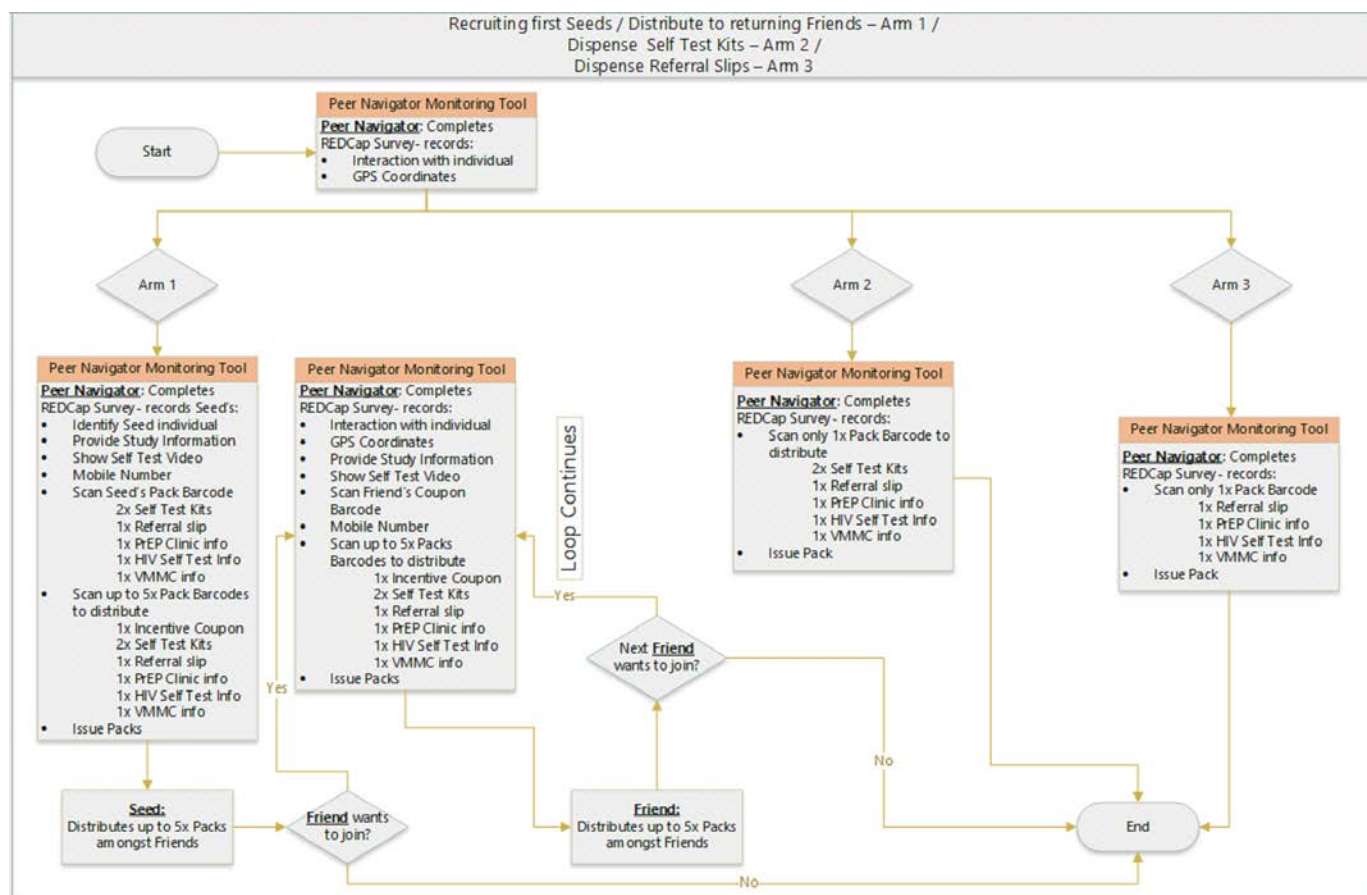 Recruiting first Seeds / Distribute to returning Friends – Arm 1 /
Dispense Self Test Kits – Arm 2 /
Dispense Referral Slips – Arm 3
Start
Peer Navigator Monitoring Tool
Peer Navigator: Completes
REDCap Survey- records:
• Interaction with individual
• GPS Coordinates
Arm 1
Arm 2
Arm 3
Peer Navigator Monitoring Tool
Peer Navigator: Completes
REDCap Survey- records Seed's:
• Identify Seed individual
• Provide Study Information
• Show Self Test Video
• Mobile Number
• Scan Seed's Pack Barcode
2x Self Test Kits
1x Referral slip
1x PrEP Clinic info
1x HIV Self Test Info
1x VMMC info
• Scan up to 5x Pack Barcodes
to distribute
1x Incentive Coupon
2x Self Test Kits
1x Referral slip
1x PrEP Clinic info
1x HIV Self Test Info
1x VMMC info
• Issue Packs
Peer Navigator Monitoring Tool
Peer Navigator: Completes
REDCap Survey- records:
• Interaction with individual
• GPS Coordinates
• Provide Study Information
• Show Self Test Video
• Scan Friend's Coupon
Barcode
• Mobile Number
• Scan up to 5x Packs
Barcodes to distribute
1x Incentive Coupon
2x Self Test Kits
1x Referral slip
1x PrEP Clinic info
1x HIV Self Test Info
1x VMMC info
• Issue Packs
Loop Continues
Peer Navigator Monitoring Tool
Peer Navigator: Completes
REDCap Survey- records:
• Scan only 1x Pack Barcode to
distribute
2x Self Test Kits
1x Referral slip
1x PrEP Clinic info
1x HIV Self Test Info
1x VMMC info
• Issue Pack
Peer Navigator Monitoring Tool
Peer Navigator: Completes
REDCap Survey- records:
• Scan only 1x Pack Barcode
1x Referral slip
1x PrEP Clinic info
1x HIV Self Test Info
1x VMMC info
• Issue Pack
Yes
Next Friend
wants to join?
Yes
No
Seed:
Distributes up to 5x Packs
amongst Friends
Friend wants
to join?
Friend:
Distributes up to 5x Packs
amongst Friends
End
No